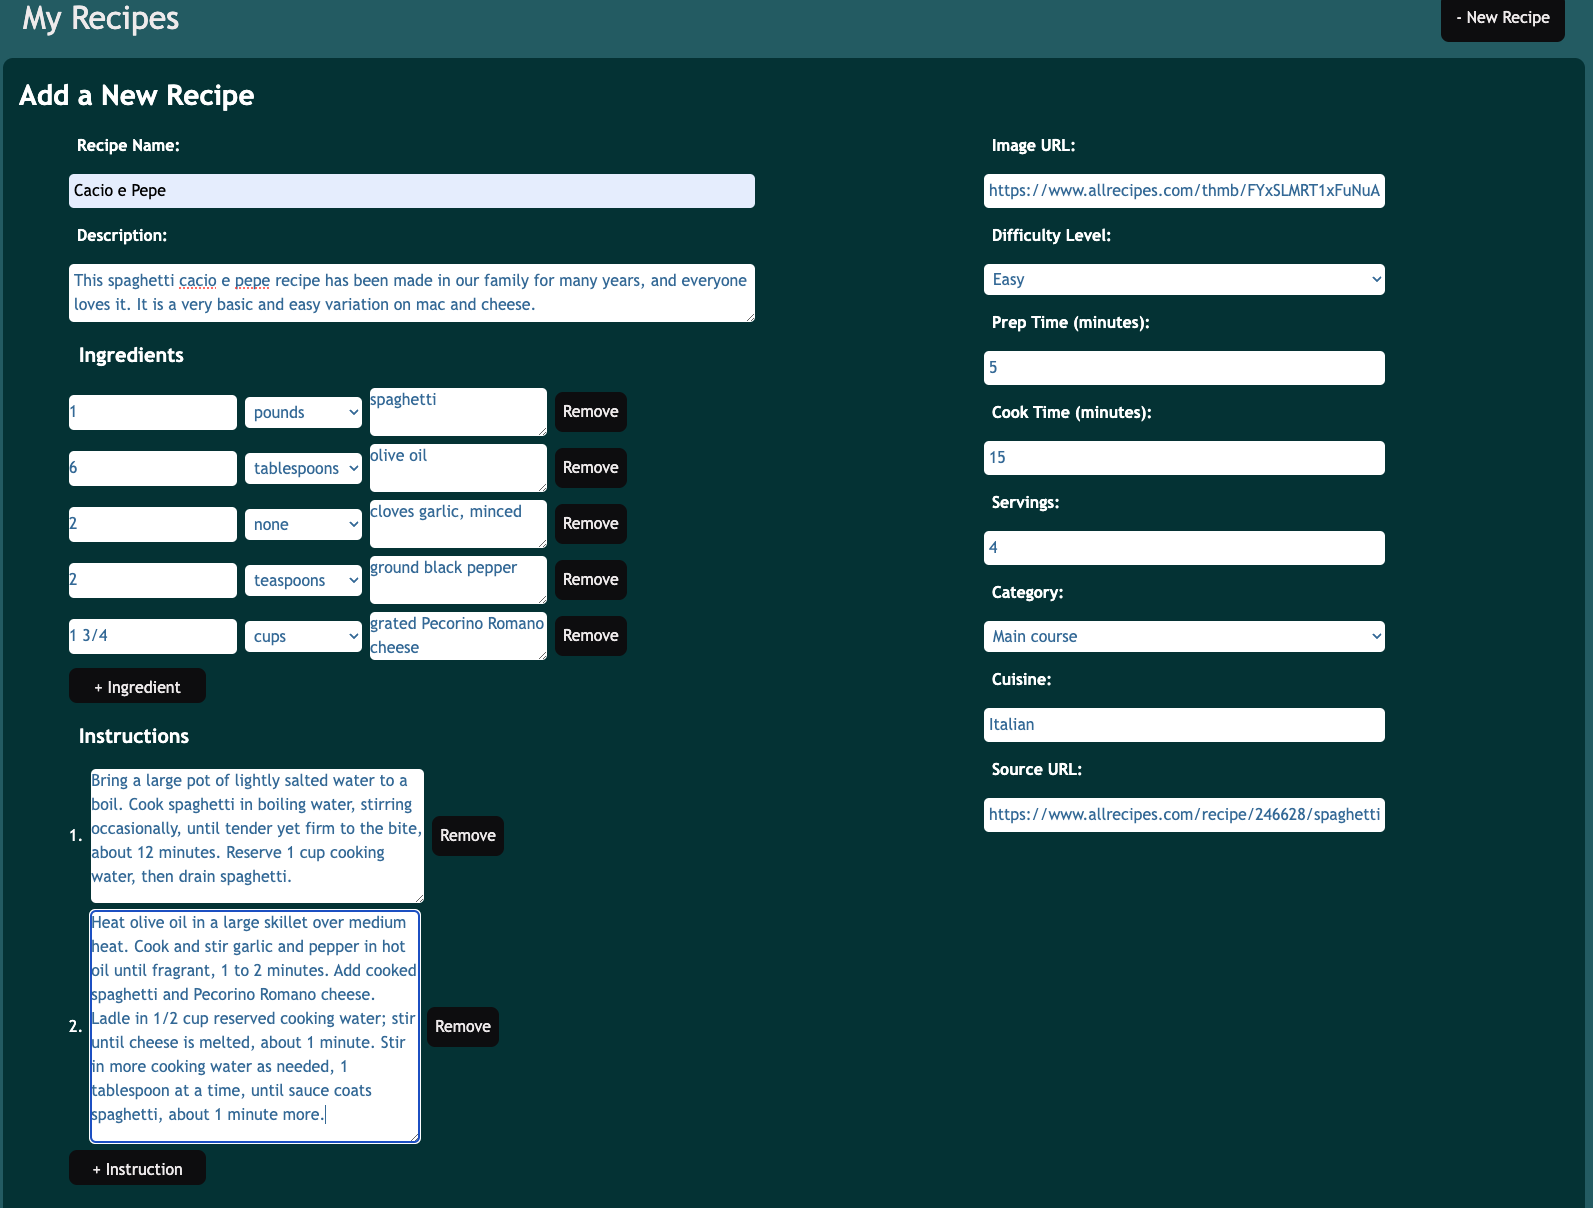 My Recipes
- New Recipe
Add a New Recipe
Recipe Name:
Cacio e Pepe
Description:
This spaghetti cacio e pepe recipe has been made in our family for many years, and everyone
loves it. It is a very basic and easy variation on mac and cheese.
Ingredients
1 pounds spaghetti Remove
6 tablespoons olive oil Remove
2 none cloves garlic, minced Remove
2 teaspoons ground black pepper Remove
1 3/4 cups grated Pecorino Romano
cheese Remove
+ Ingredient
Instructions
1. Bring a large pot of lightly salted water to a
boil. Cook spaghetti in boiling water, stirring
occasionally, until tender yet firm to the bite,
about 12 minutes. Reserve 1 cup cooking
water, then drain spaghetti.
Remove
2. Heat olive oil in a large skillet over medium
heat. Cook and stir garlic and pepper in hot
oil until fragrant, 1 to 2 minutes. Add cooked
spaghetti and Pecorino Romano cheese.
Ladle in 1/2 cup reserved cooking water; stir
until cheese is melted, about 1 minute. Stir
in more cooking water as needed, 1
tablespoon at a time, until sauce coats
spaghetti, about 1 minute more.
Remove
+ Instruction
Image URL:
https://www.allrecipes.com/thmb/FYxSLMRT1xFuNuA
Difficulty Level:
Easy
Prep Time (minutes):
5
Cook Time (minutes):
15
Servings:
4
Category:
Main course
Cuisine:
Italian
Source URL:
https://www.allrecipes.com/recipe/246628/spaghetti